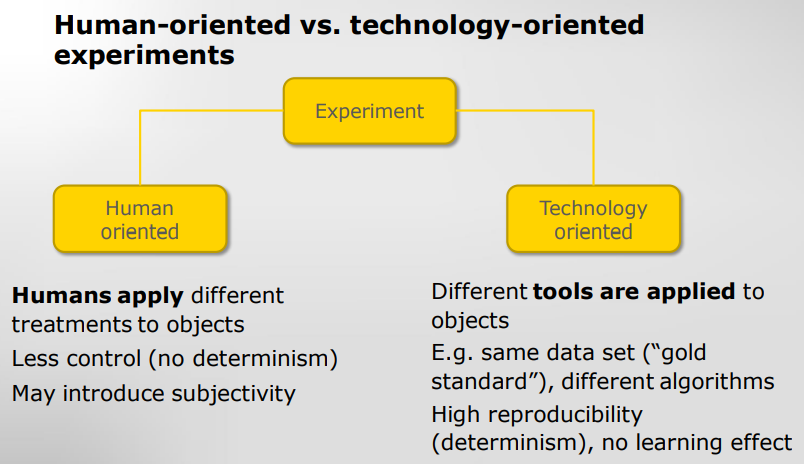 Human-oriented vs. technology-oriented
experiments
Experiment
Human
oriented
Technology
oriented
Humans apply different
treatments to objects
Less control (no determinism)
May introduce subjectivity
Different tools are applied to
objects
E.g. same data set (“gold
standard”), different algorithms
High reproducibility
(determinism), no learning effect